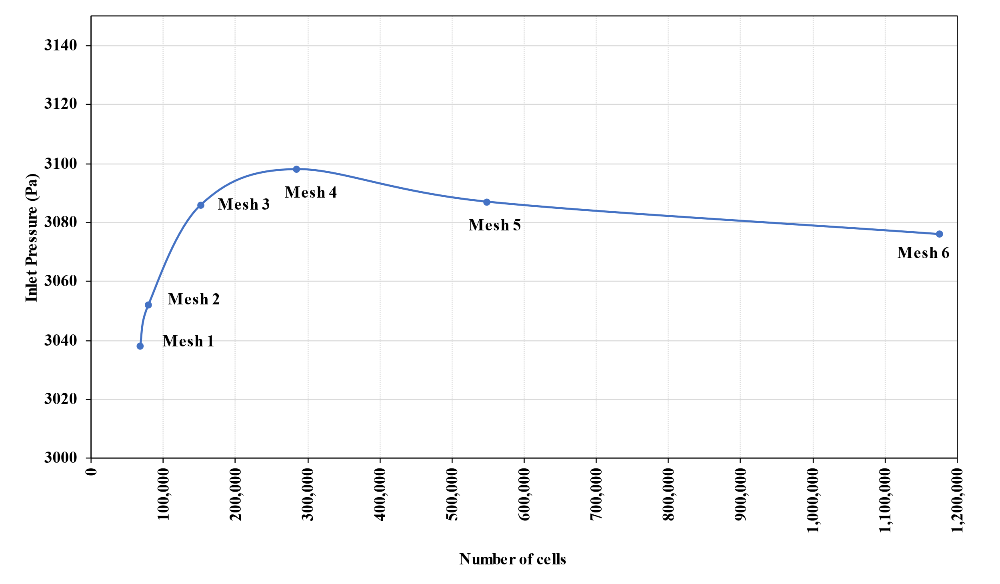 3140
3120
3100
3080
3060
3040
3020
3000
Inlet Pressure (Pa)
Mesh 1
Mesh 2
Mesh 3
Mesh 4
Mesh 5
Mesh 6
0
100,000
200,000
300,000
400,000
500,000
600,000
700,000
800,000
900,000
1,000,000
1,100,000
1,200,000
Number of cells